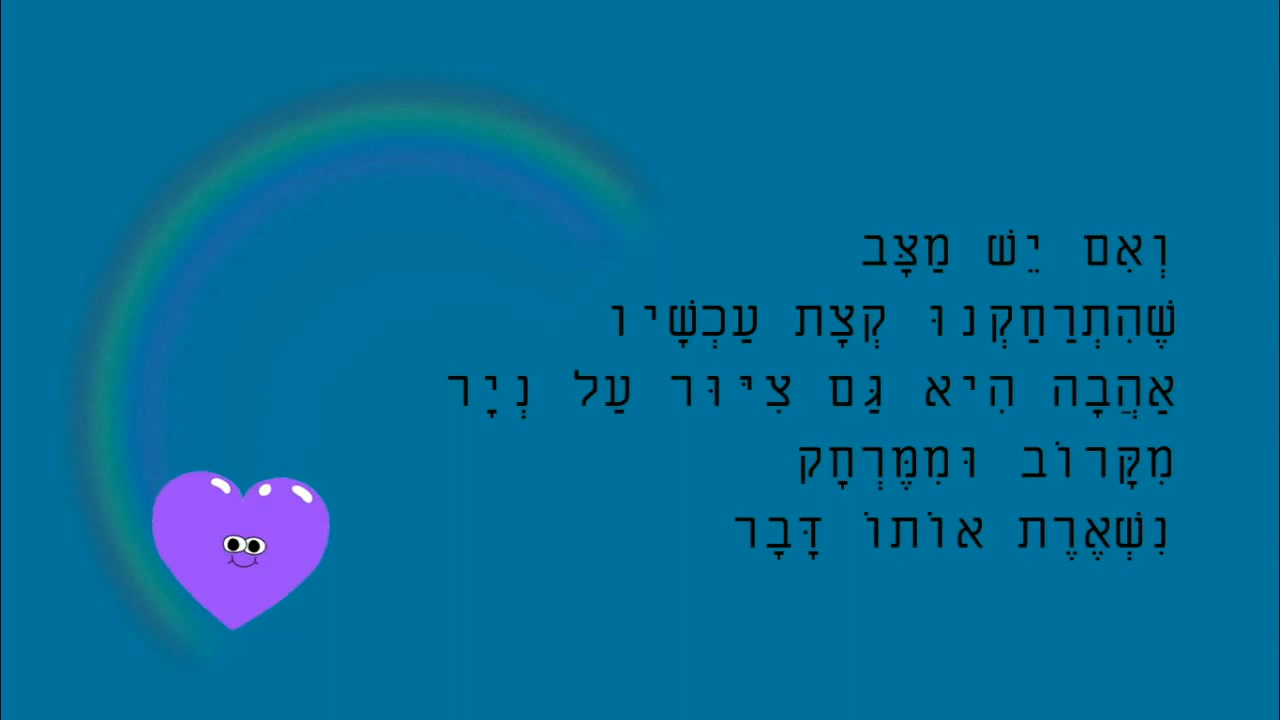 וְאִם יֵשׁ מַצָּב
שֶׁהִתְרַחַקְנוּ קְצָת עַכְשָׁיו
אַהֲבָה הִיא גַּם צִיּוּר עַל נְיָר
מִקָּרוֹב וּמִמֶּרְחָק
נִשְׁאֶרֶת אוֹתוֹ דָּבָר